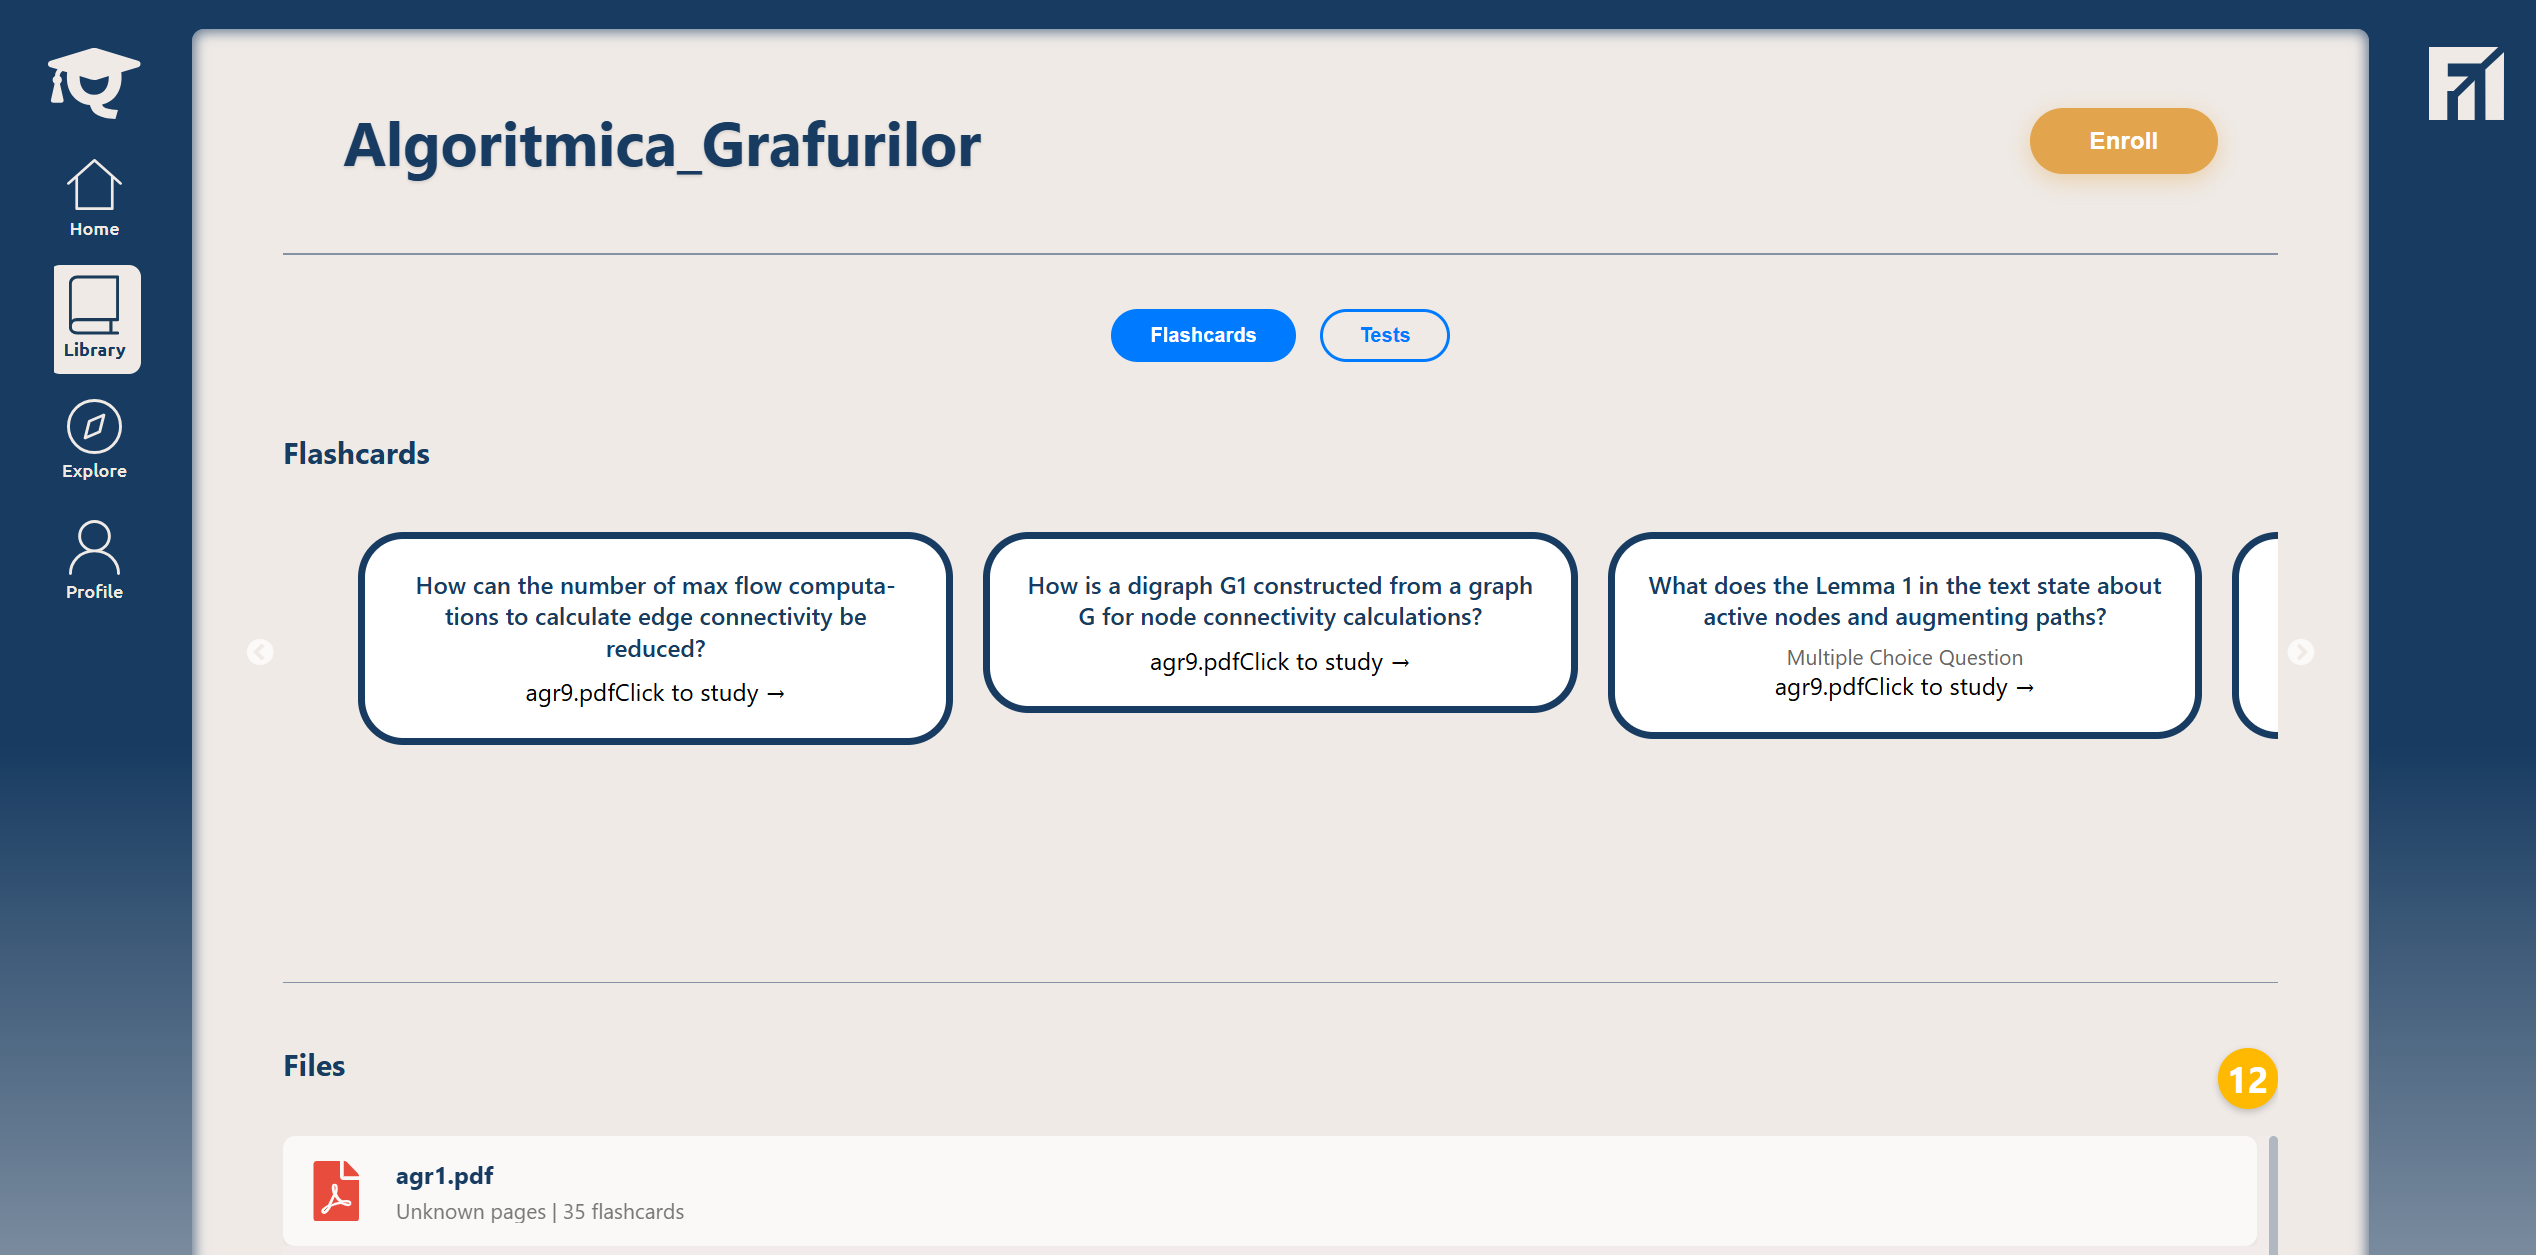 Algoritmica_Grafurilor
Enroll
Home
Library
Explore
Profile
Flashcards
Tests
Flashcards
How can the number of max flow computa-
tions to calculate edge connectivity be
reduced?
agr9.pdfClick to study →
How is a digraph G1 constructed from a graph
G for node connectivity calculations?
agr9.pdfClick to study →
What does the Lemma 1 in the text state about
active nodes and augmenting paths?
Multiple Choice Question
agr9.pdfClick to study →
Files
12
agr1.pdf
Unknown pages | 35 flashcards